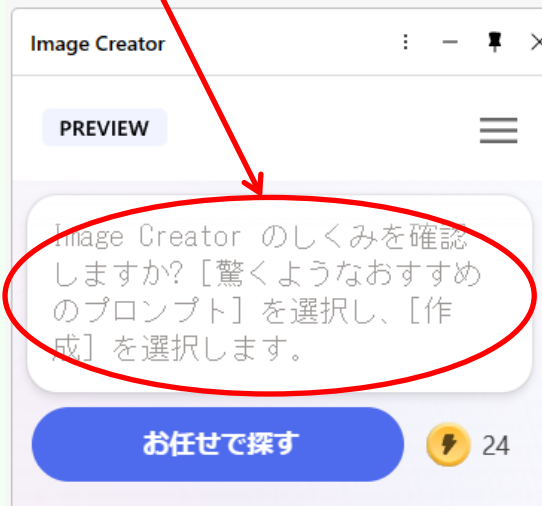 Image Creator
PREVIEW
Image Creator のしくみを確認
しますか? [驚くようなおすすめ
のプロンプト] を選択し、[作
成] を選択します。
お任せで探す
24